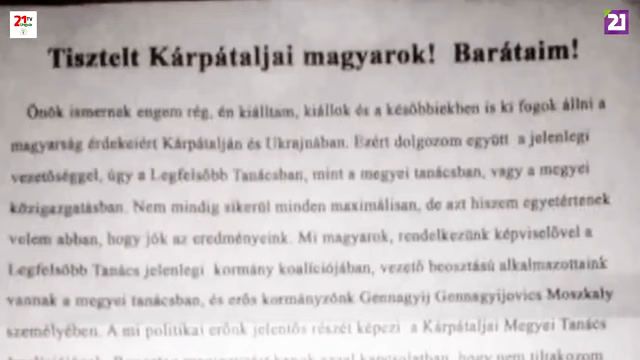 21TV
21
Tisztelt Kárpátaljai magyarok! Barátaim!
Önök ismernek engem rég, én kiálltam, kiállok és a későbbiekben is ki fogok állni a
magyarság érdekeiért Kárpátalján és Ukrajnában. Ezért dolgozom együtt a jelenlegi
vezetőséggel, úgy a Legfelsőbb Tanácsban, mint a megyei tanácsban, vagy a megyei
közigazgatásban. Nem mindig sikerül minden maximálisan, de azt hiszem egyetértenek
velem abban, hogy jók az eredményeink. Mi magyarok, rendelkezünk képviselővel a
Legfelsőbb Tanács jelenlegi kormány koalíciójában, vezető beosztású alkalmazottaink
vannak a megyei tanácsban, és erős kormányzónk Gennagyij Gennagyijovics Moszkaly
személyében. A mi politikai erőnk jelentős részét képezi a Kárpátaljai Megyei Tanács